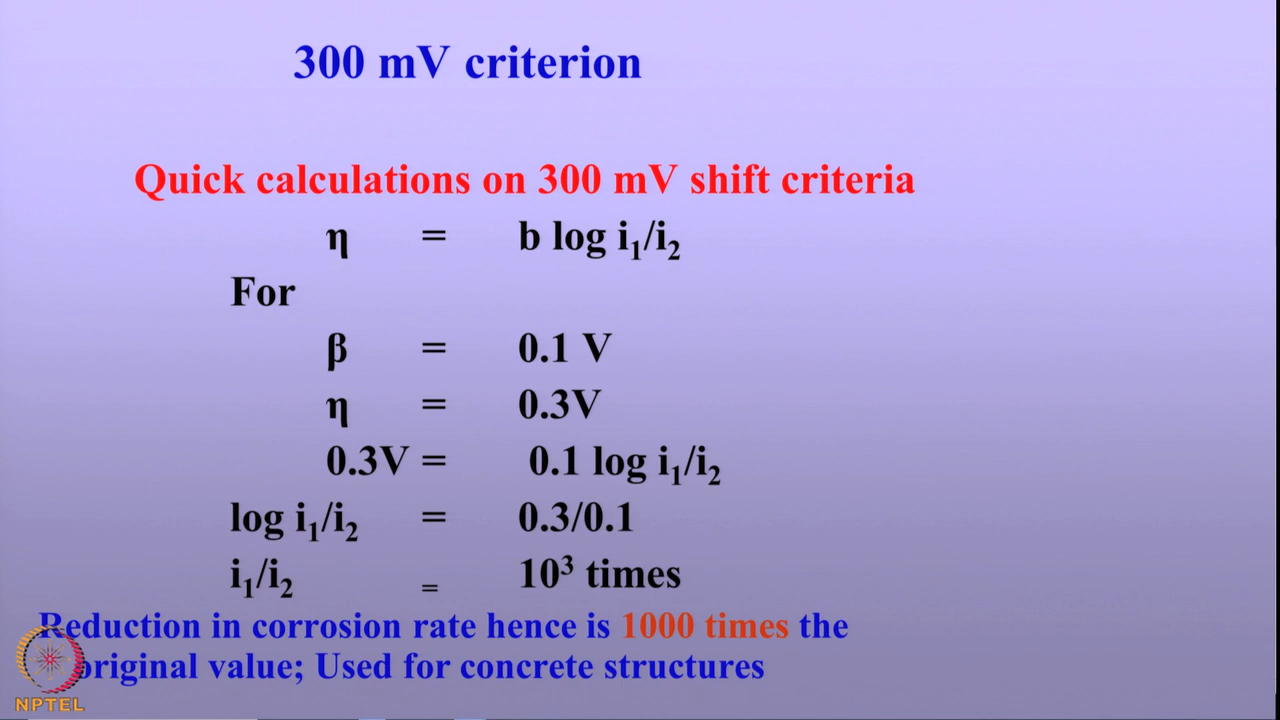 300 mV criterion
Quick calculations on 300 mV shift criteria
η = b log i₁/i₂
For
β = 0.1 V
η = 0.3V
0.3V = 0.1 log i₁/i₂
log i₁/i₂ = 0.3/0.1
i₁/i₂ = 10³ times
Reduction in corrosion rate hence is 1000 times the
original value; Used for concrete structures
NPTEL